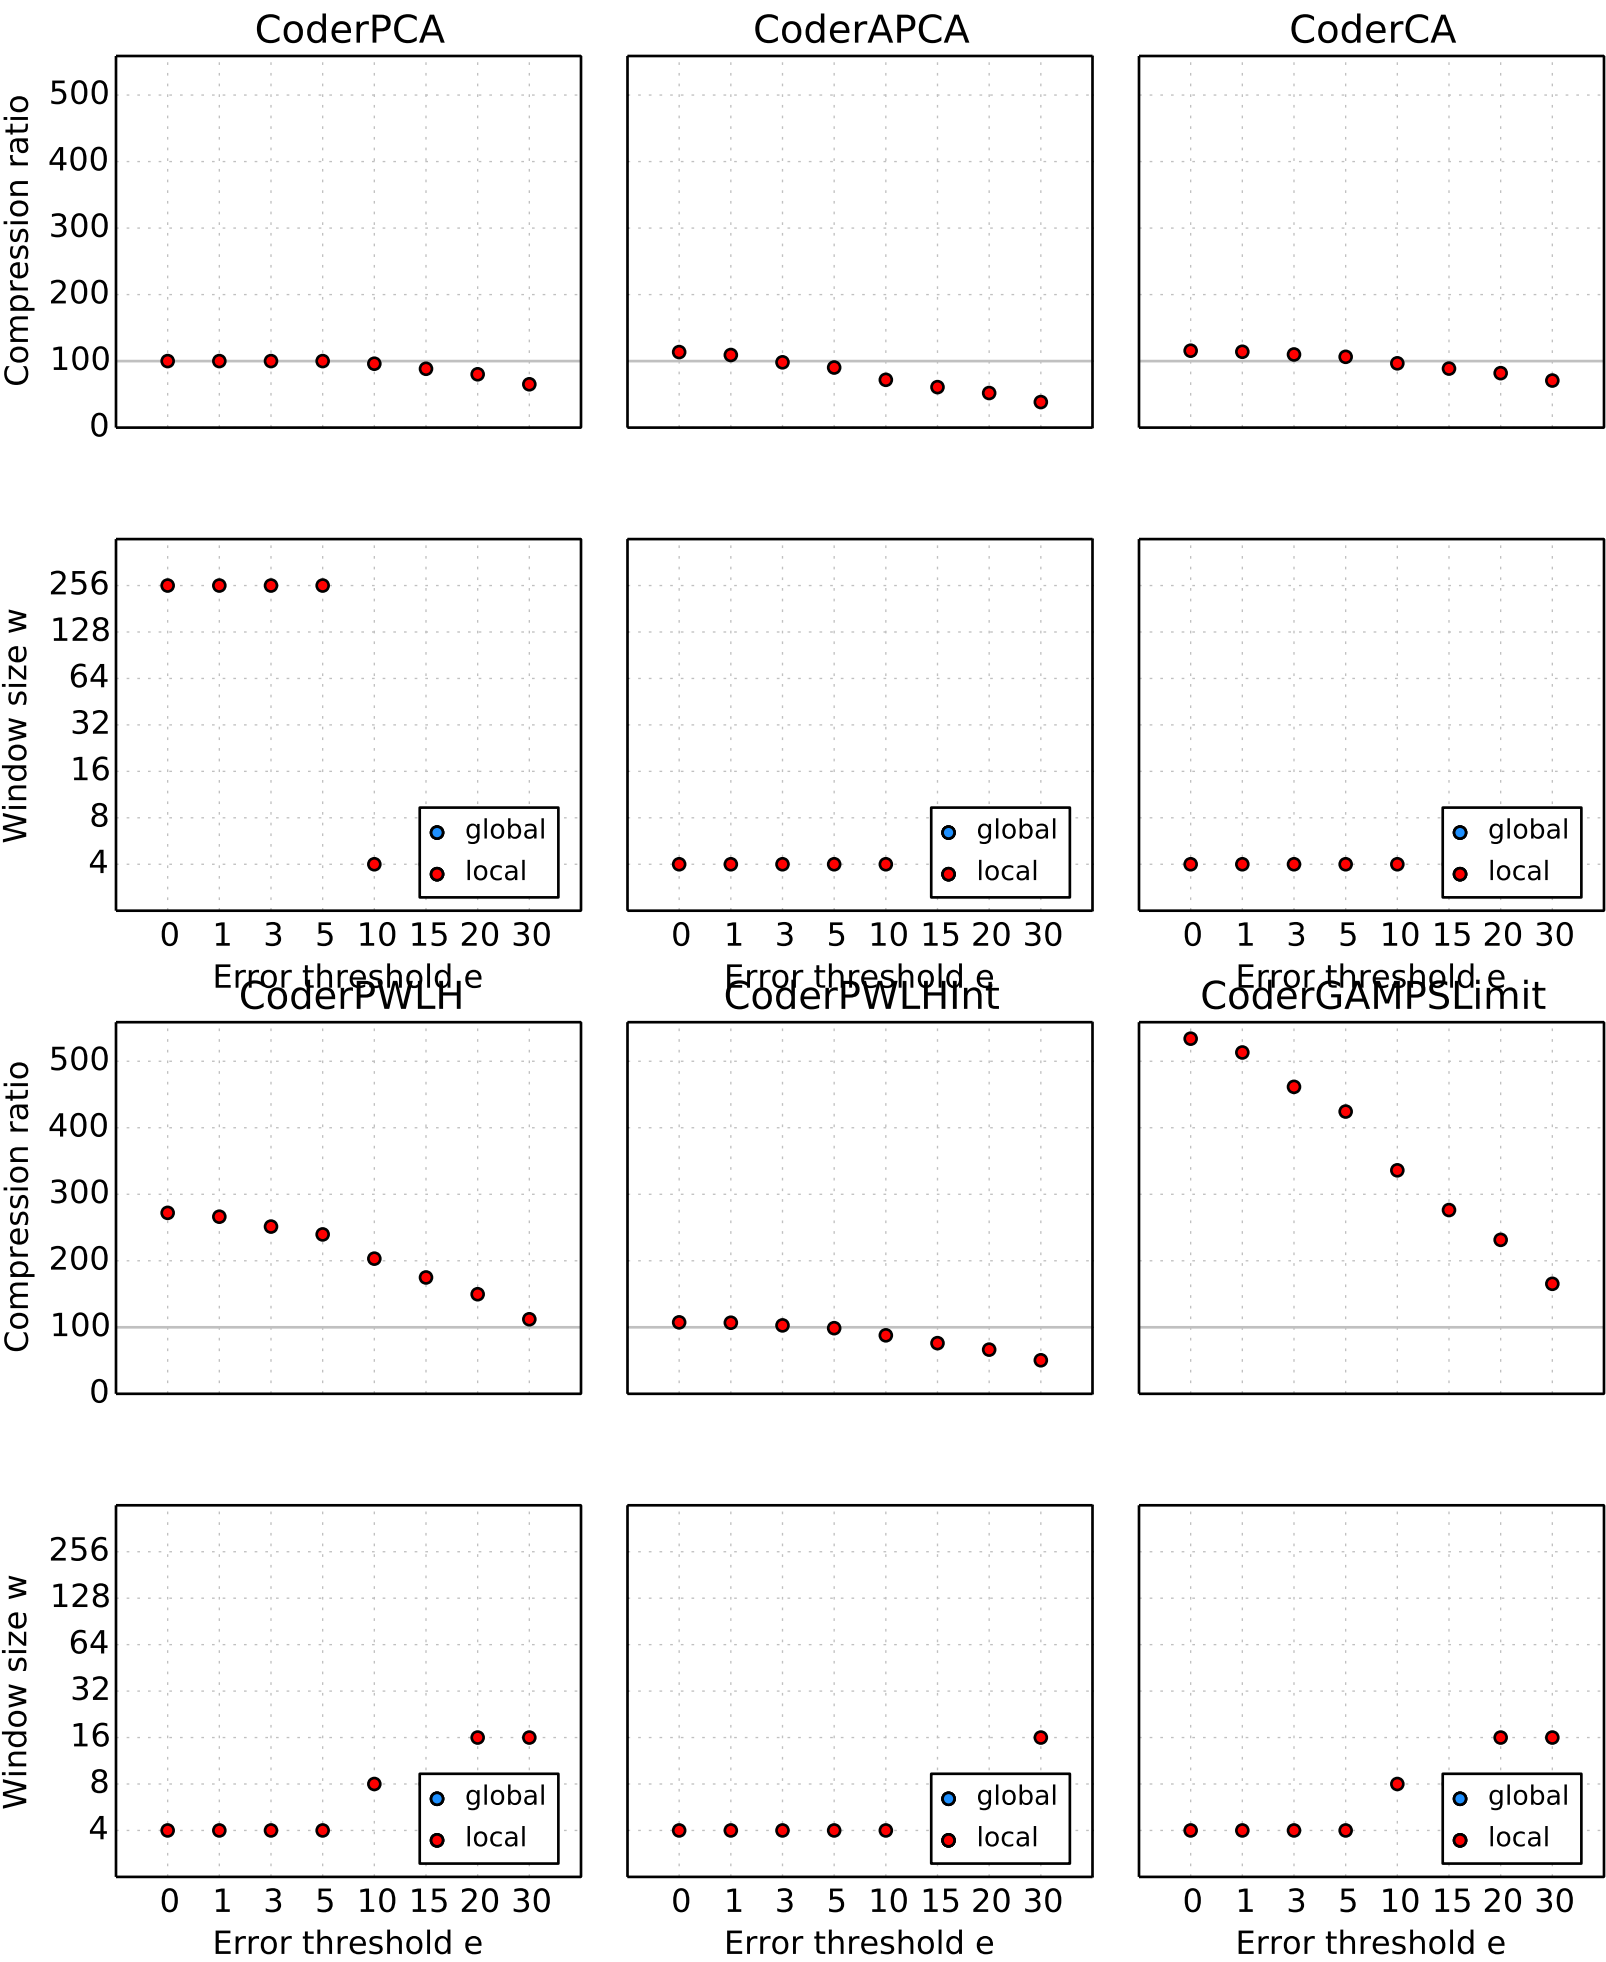 CoderPCA
CoderAPCA
CoderCA
Compression ratio
500
400
300
200
100
0
Window size w
256
128
64
32
16
8
4
global
local
global
local
global
local
0 1 3 5 10 15 20 30
0 1 3 5 10 15 20 30
0 1 3 5 10 15 20 30
Error threshold e
Error threshold e
Error threshold e
CoderPWLH
CoderPWLHInt
CoderGAMPSLimit
Compression ratio
500
400
300
200
100
0
Window size w
256
128
64
32
16
8
4
global
local
global
local
global
local
0 1 3 5 10 15 20 30
0 1 3 5 10 15 20 30
0 1 3 5 10 15 20 30
Error threshold e
Error threshold e
Error threshold e